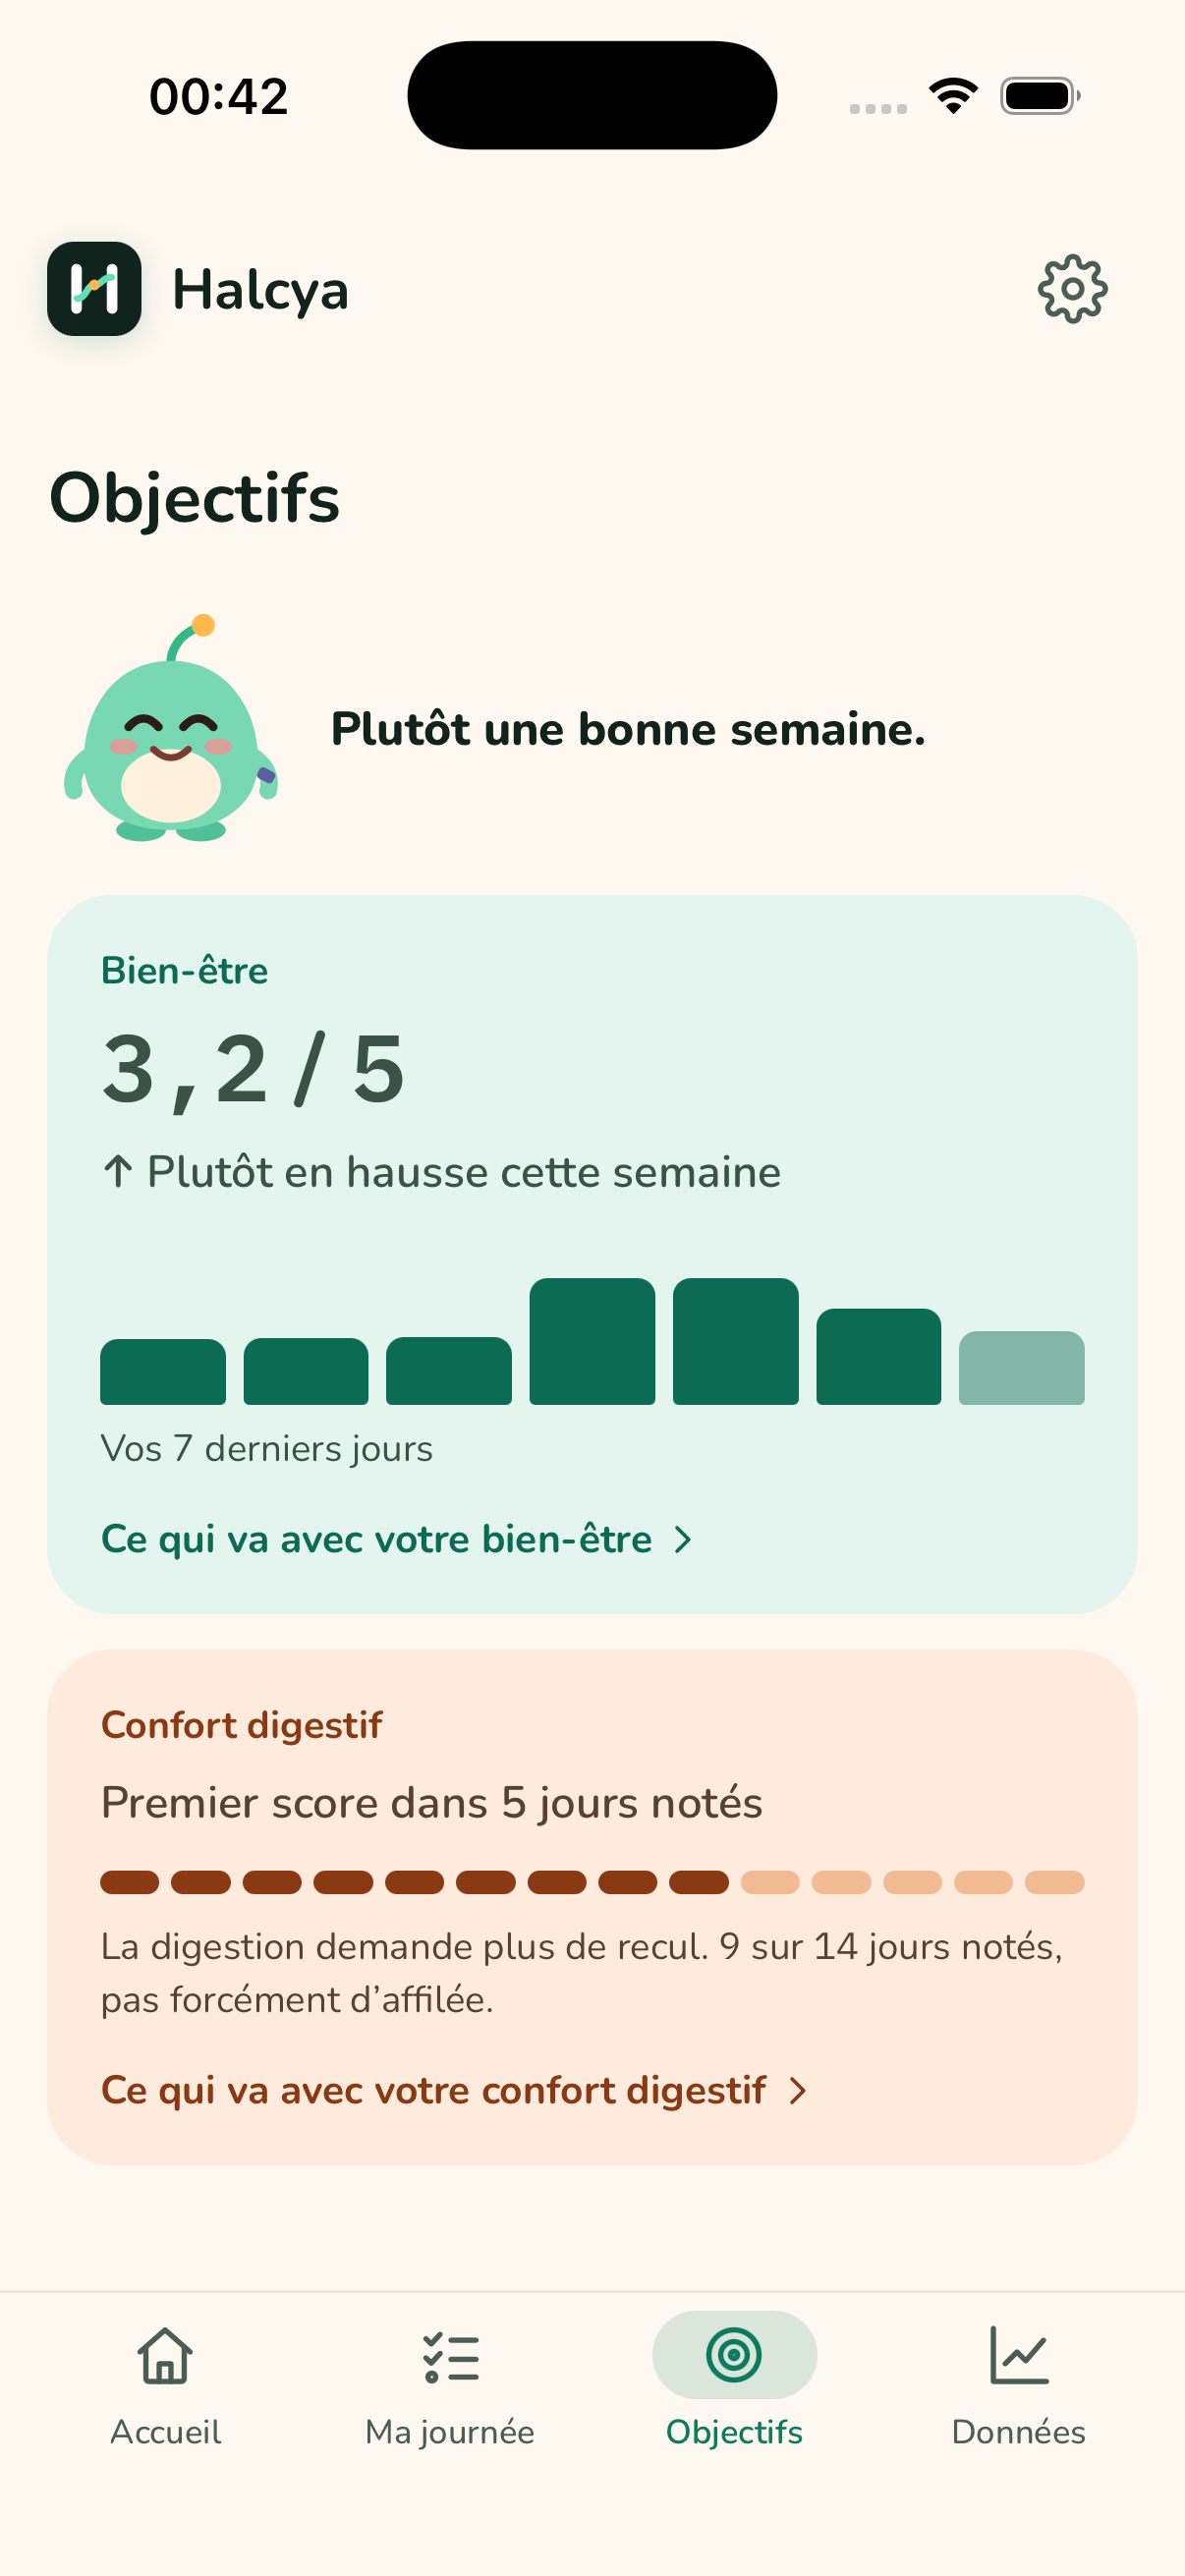 00:42
Halcya
Objectifs
Plutôt une bonne semaine.
Bien-être
3,2 / 5
↑ Plutôt en hausse cette semaine
Vos 7 derniers jours
Ce qui va avec votre bien-être >
Confort digestif
Premier score dans 5 jours notés
La digestion demande plus de recul. 9 sur 14 jours notés,
pas forcément d’affilée.
Ce qui va avec votre confort digestif >
Accueil
Ma journée
Objectifs
Données